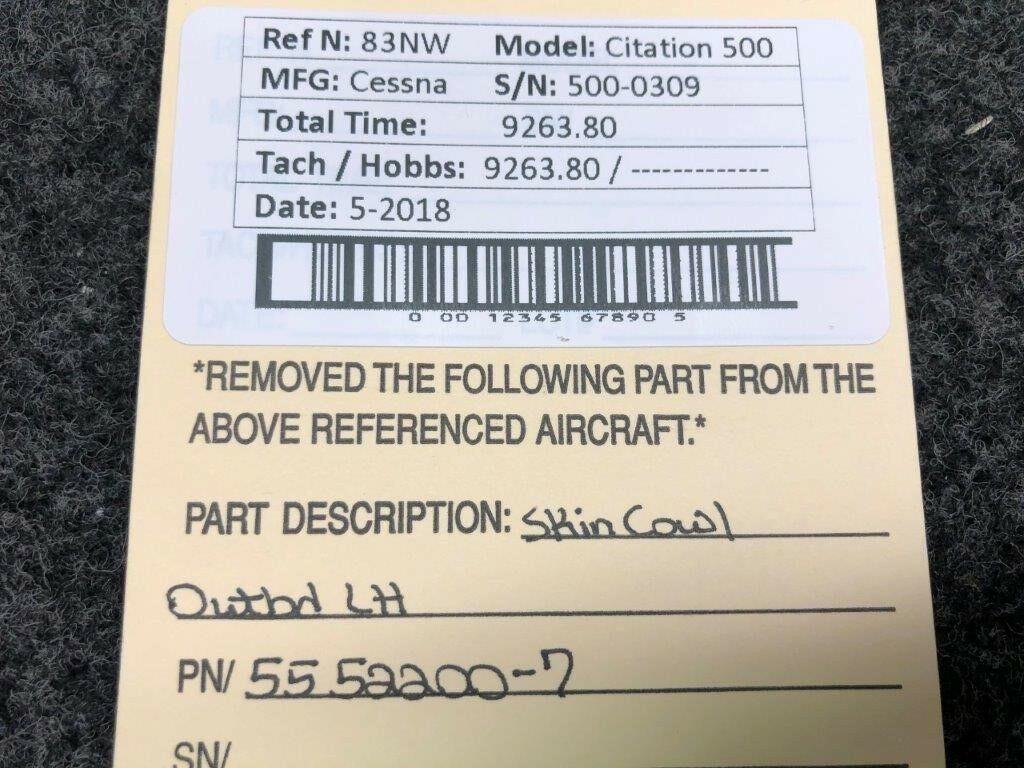 Ref N: 83NW Model: Citation 500
MFG: Cessna S/N: 500-0309
Total Time: 9263.80
Tach / Hobbs: 9263.80 / -------------
Date: 5-2018
0 00 12345 67890 5
*REMOVED THE FOLLOWING PART FROM THE
ABOVE REFERENCED AIRCRAFT.*
PART DESCRIPTION: Skin Cowl
Outbd LH
PN/ 5552200-7
SN/